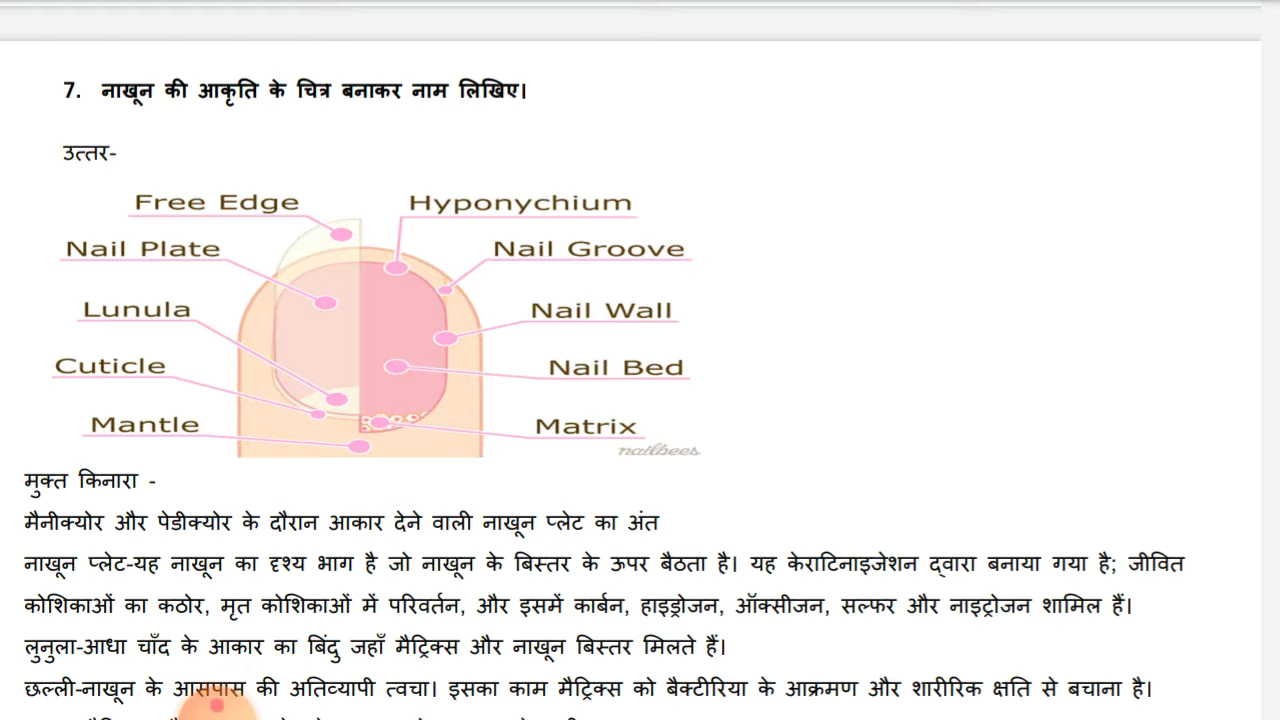 7. नाखून की आकृति के चित्र बनाकर नाम लिखिए।
उत्तर-
Free Edge
Hyponychium
Nail Plate
Nail Groove
Lunula
Nail Wall
Cuticle
Nail Bed
Mantle
Matrix
nailbees
मुक्त किनारा -
मैनीक्योर और पेडीक्योर के दौरान आकार देने वाली नाखून प्लेट का अंत
नाखून प्लेट-यह नाखून का दृश्य भाग है जो नाखून के बिस्तर के ऊपर बैठता है। यह केराटिनाइजेशन द्वारा बनाया गया है; जीवित
कोशिकाओं का कठोर, मृत कोशिकाओं में परिवर्तन, और इसमें कार्बन, हाइड्रोजन, ऑक्सीजन, सल्फर और नाइट्रोजन शामिल हैं।
लुनुला-आधा चाँद के आकार का बिंदु जहाँ मैट्रिक्स और नाखून बिस्तर मिलते हैं।
छल्ली-नाखून के आसपास की अतिव्यापी त्वचा। इसका काम मैट्रिक्स को बैक्टीरिया के आक्रमण और शारीरिक क्षति से बचाना है।